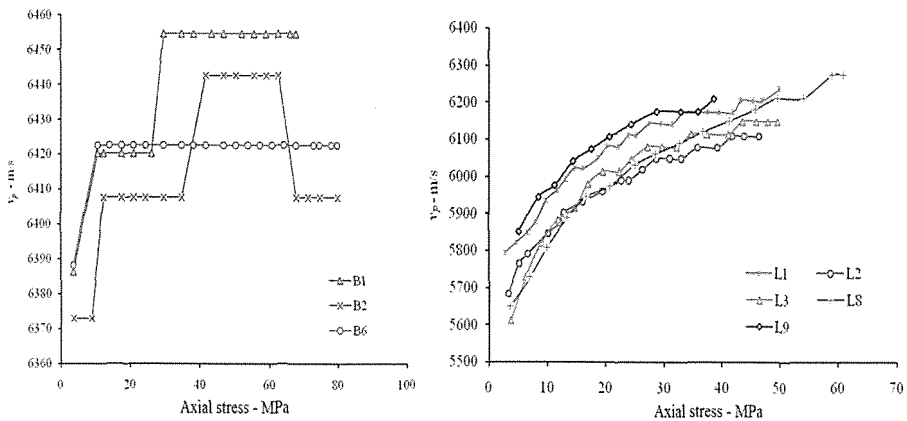 6460
6450
6440
6430
6420
6410
6400
6390
6380
6370
6360
vp - m/s
0 20 40 60 80 100
Axial stress - MPa
B1
B2
B6
6400
6300
6200
6100
6000
5900
5800
5700
5600
5500
vp - m/s
0 10 20 30 40 50 60 70
Axial stress - MPa
L1 L2
L3 L8
L9